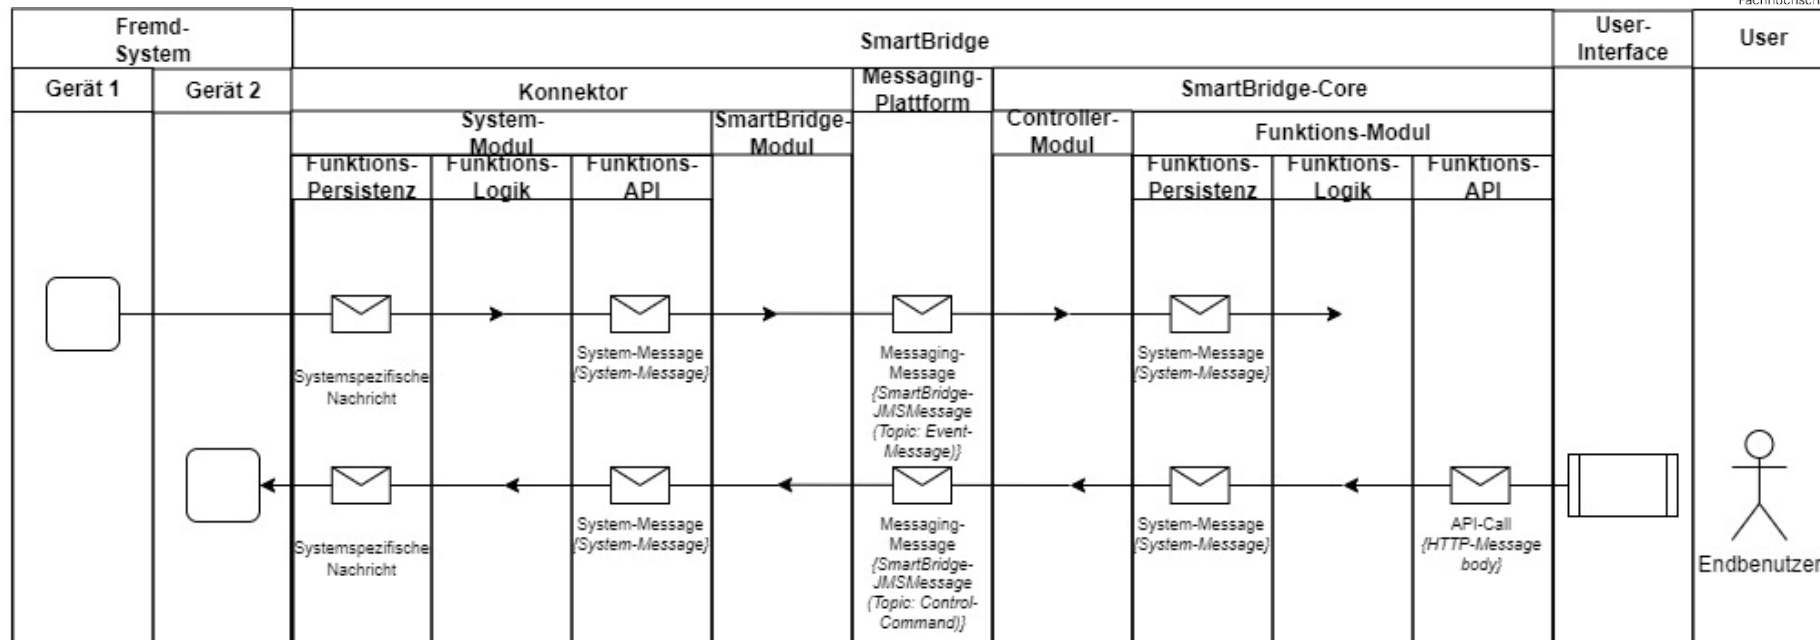 Fachhochsch
Fremd-
System
SmartBridge
User-
Interface
User
Gerät 1
Gerät 2
Konnektor
Messaging-
Plattform
SmartBridge-Core
System-
Modul
SmartBridge-
Modul
Controller-
Modul
Funktions-Modul
Funktions-
Persistenz
Funktions-
Logik
Funktions-
API
Funktions-
Persistenz
Funktions-
Logik
Funktions-
API
Systemspezifische
Nachricht
System-Message
{System-Message}
Messaging-
Message
{SmartBridge-
JMSMessage
(Topic: Event-
Message)}
System-Message
{System-Message}
Systemspezifische
Nachricht
System-Message
{System-Message}
Messaging-
Message
{SmartBridge-
JMSMessage
(Topic: Control-
Command)}
System-Message
{System-Message}
API-Call
{HTTP-Message
body}
Endbenutzer